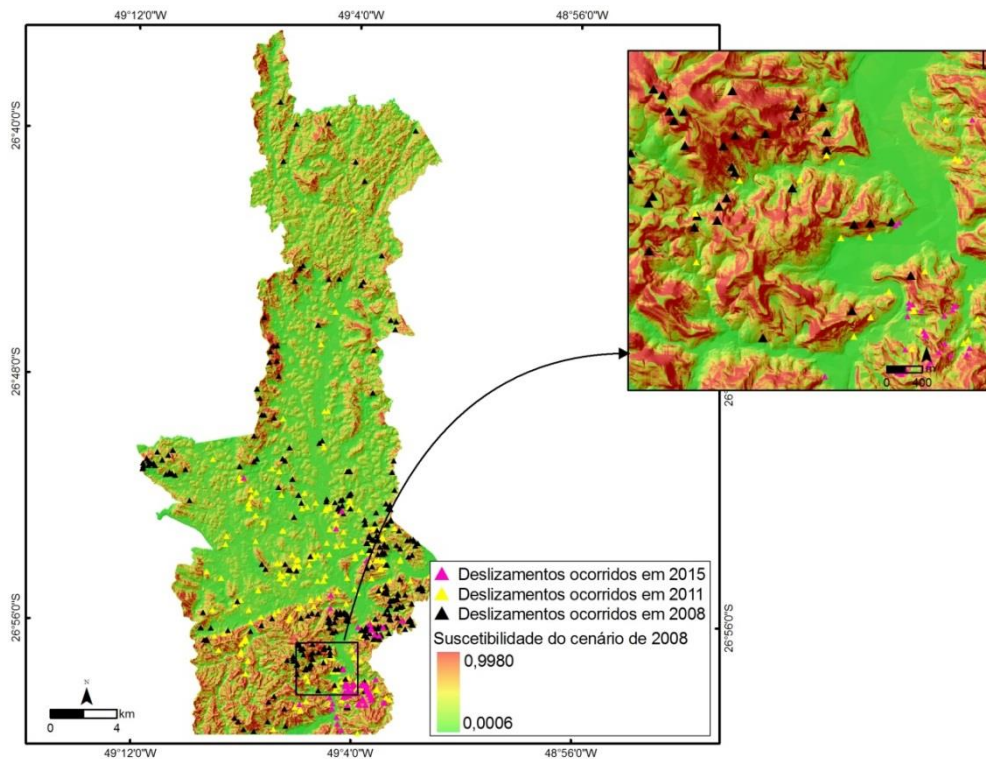 49°12'0"W
49°4'0"W
48°56'0"W
26°40'0"S
26°48'0"S
26°56'0"S
26°56'0"S
400
Deslizamentos ocorridos em 2015
Deslizamentos ocorridos em 2011
Deslizamentos ocorridos em 2008
Suscetibilidade do cenário de 2008
0,9980
0,0006
N
km
0 4
49°12'0"W
49°4'0"W
48°56'0"W